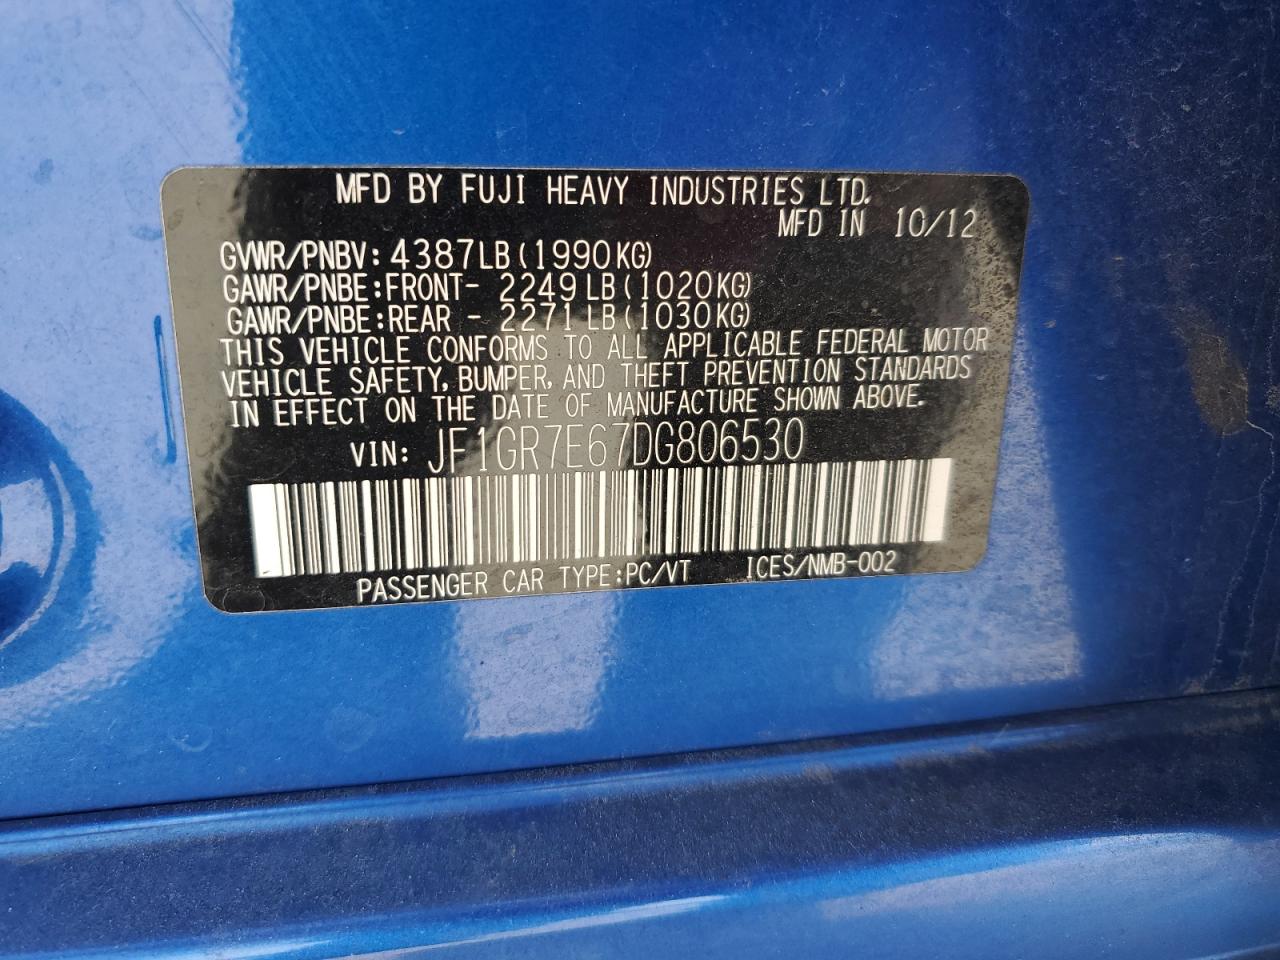 MFD BY FUJI HEAVY INDUSTRIES LTD.
MFD IN 10/12
GVWR/PNBV: 4387LB(1990KG)
GAWR/PNBE:FRONT- 2249LB(1020KG)
GAWR/PNBE:REAR - 2271LB(1030KG)
THIS VEHICLE CONFORMS TO ALL APPLICABLE FEDERAL MOTOR
VEHICLE SAFETY, BUMPER, AND THEFT PREVENTION STANDARDS
IN EFFECT ON THE DATE OF MANUFACTURE SHOWN ABOVE.
VIN: JF1GR7E67DG806530
PASSENGER CAR TYPE:PC/VT ICES/NMB-002